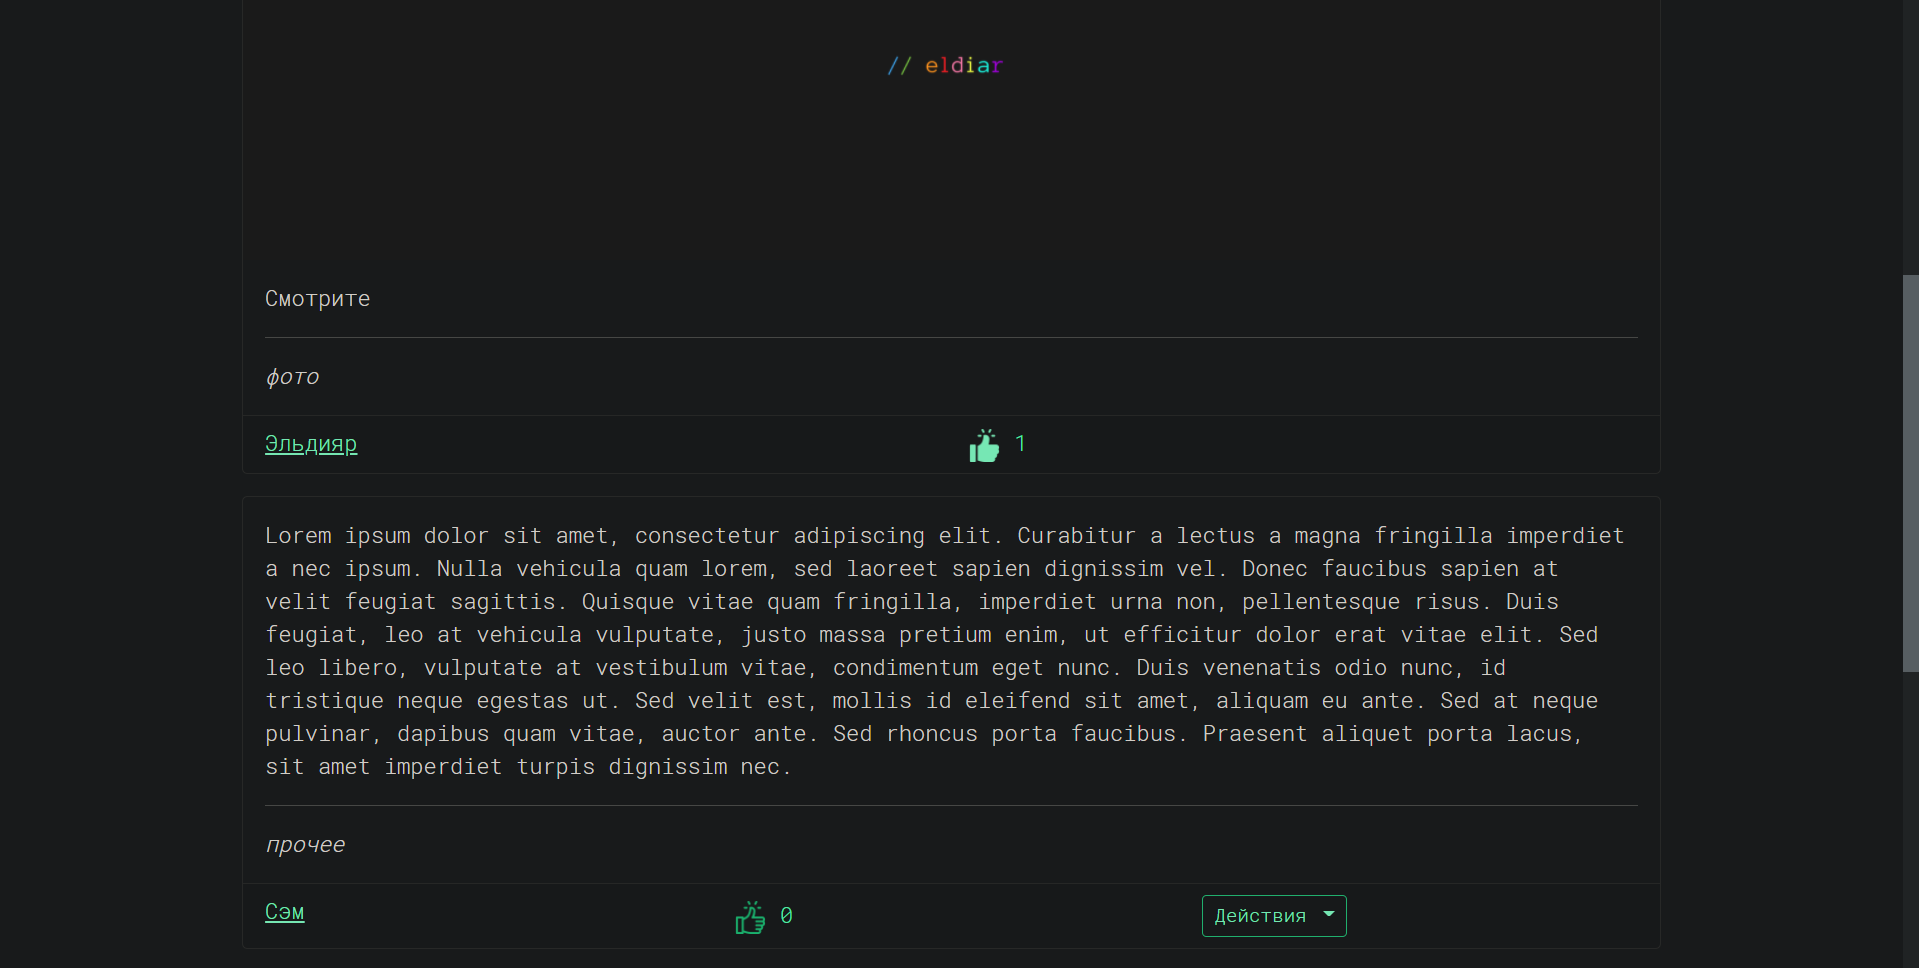 // eldiar
Смотрите
фото
Эльдияр
1
Lorem ipsum dolor sit amet, consectetur adipiscing elit. Curabitur a lectus a magna fringilla imperdiet
a nec ipsum. Nulla vehicula quam lorem, sed laoreet sapien dignissim vel. Donec faucibus sapien at
velit feugiat sagittis. Quisque vitae quam fringilla, imperdiet urna non, pellentesque risus. Duis
feugiat, leo at vehicula vulputate, justo massa pretium enim, ut efficitur dolor erat vitae elit. Sed
leo libero, vulputate at vestibulum vitae, condimentum eget nunc. Duis venenatis odio nunc, id
tristique neque egestas ut. Sed velit est, mollis id eleifend sit amet, aliquam eu ante. Sed at neque
pulvinar, dapibus quam vitae, auctor ante. Sed rhoncus porta faucibus. Praesent aliquet porta lacus,
sit amet imperdiet turpis dignissim nec.
прочее
Сэм
0
Действия